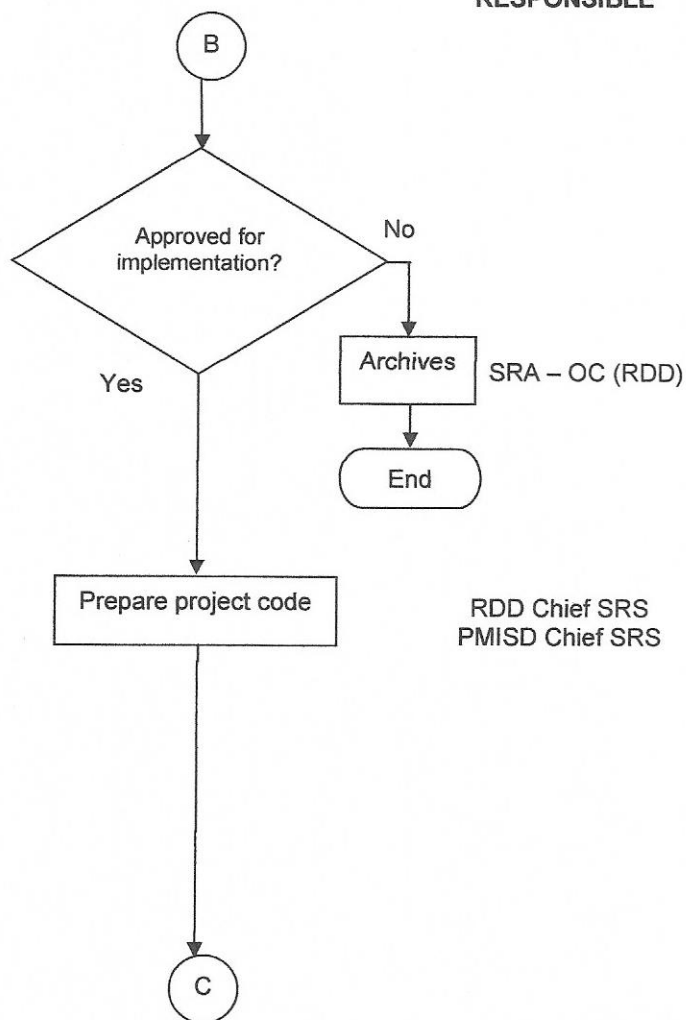 RESPONSIBLE
B
Approved for
implementation?
No
Yes
Archives
SRA – OC (RDD)
End
Prepare project code
RDD Chief SRS
PMISD Chief SRS
C